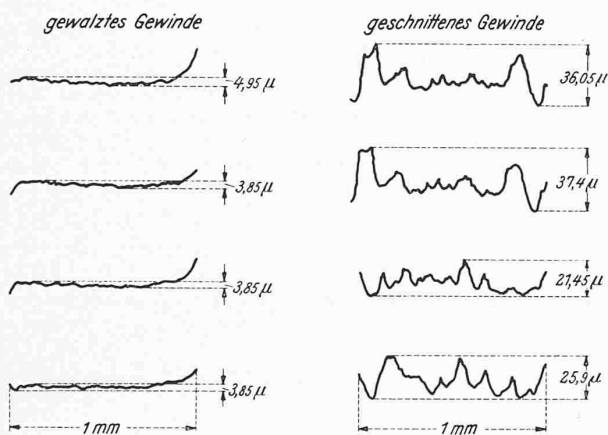 gewalztes Gewinde
geschnittenes Gewinde
4,95 µ
36,05 µ
3,85 µ
37,4 µ
3,85 µ
21,45 µ
3,85 µ
25,9 µ
1 mm
1 mm